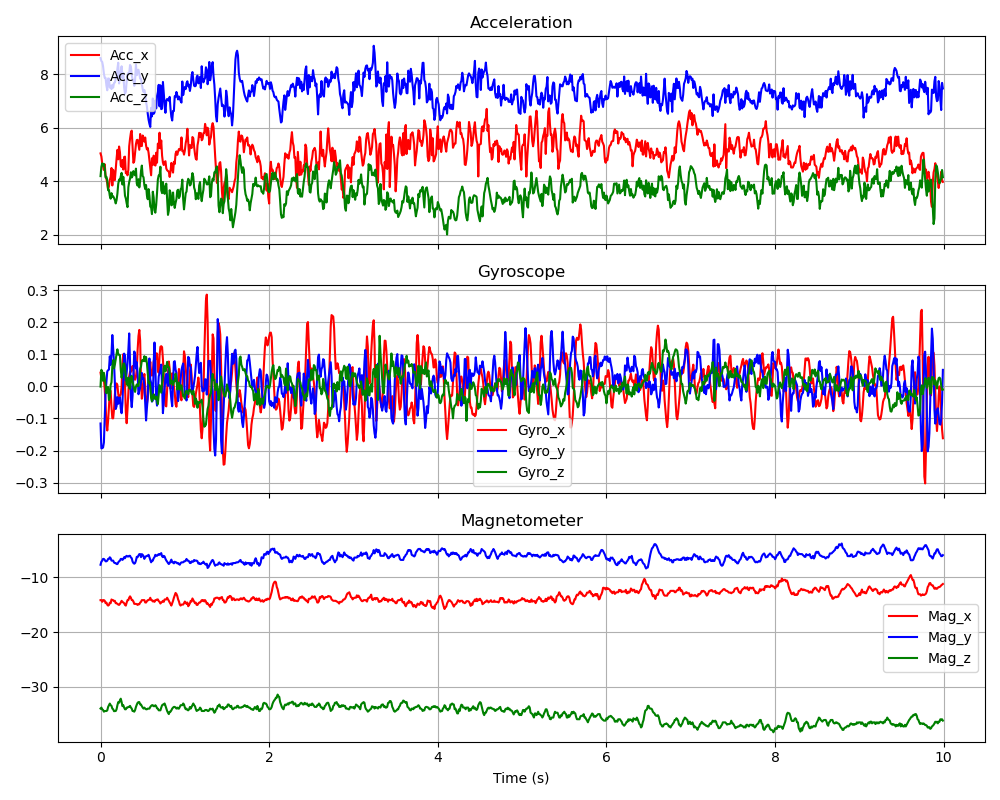 Acceleration
Acc_x
Acc_y
Acc_z
8
6
4
2
Gyroscope
0.3
0.2
0.1
0.0
−0.1
−0.2
−0.3
Gyro_x
Gyro_y
Gyro_z
Magnetometer
−10
−20
−30
Mag_x
Mag_y
Mag_z
0 2 4 6 8 10
Time (s)